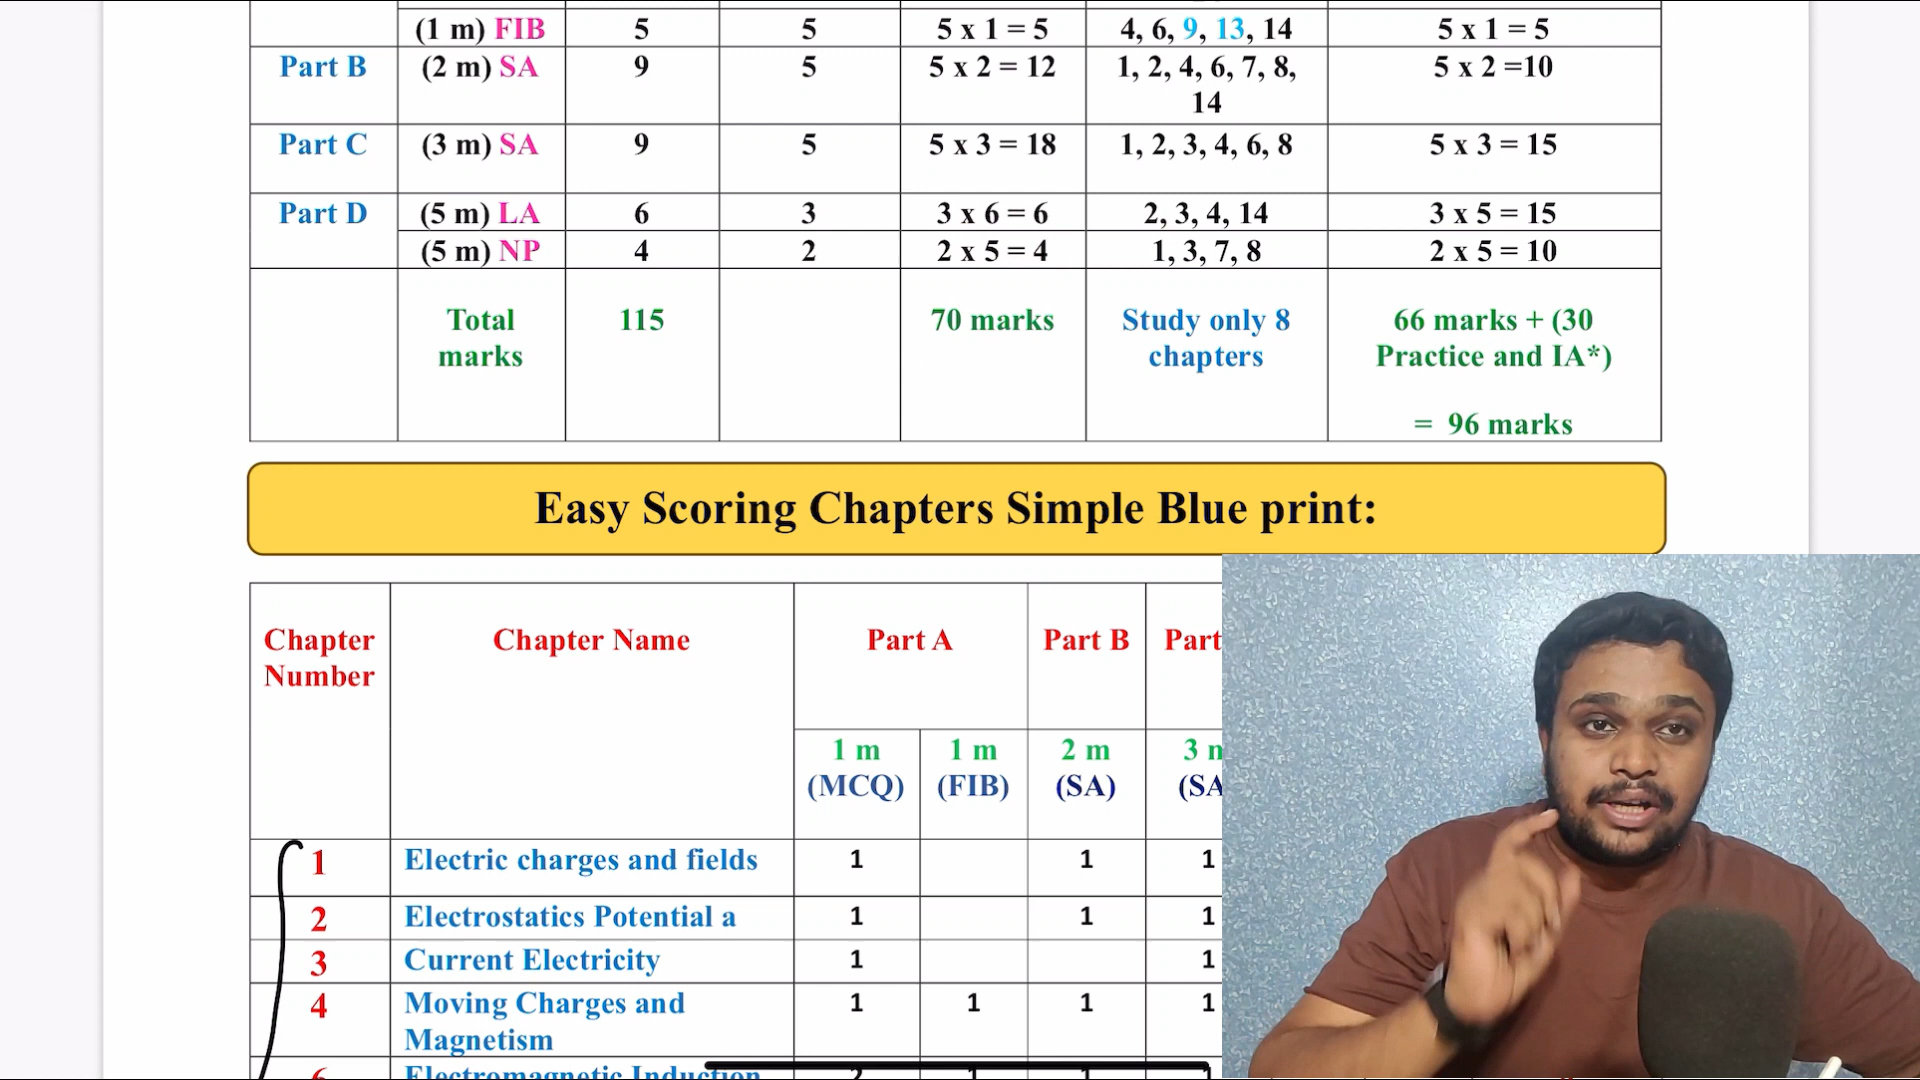 (1 m) FIB 5 5 5 x 1 = 5 4, 6, 9, 13, 14 5 x 1 = 5
Part B (2 m) SA 9 5 5 x 2 = 12 1, 2, 4, 6, 7, 8, 5 x 2 =10
14
Part C (3 m) SA 9 5 5 x 3 = 18 1, 2, 3, 4, 6, 8 5 x 3 = 15
Part D (5 m) LA 6 3 3 x 6 = 6 2, 3, 4, 14 3 x 5 = 15
(5 m) NP 4 2 2 x 5 = 4 1, 3, 7, 8 2 x 5 = 10
Total 115 70 marks Study only 8 66 marks + (30
marks chapters Practice and IA*)
= 96 marks
Easy Scoring Chapters Simple Blue print:
Chapter Chapter Name Part A Part B Part
Number
1 m 1 m 2 m 3
(MCQ) (FIB) (SA) (SA
1 Electric charges and fields 1 1 1
2 Electrostatics Potential a 1 1 1
3 Current Electricity 1 1
4 Moving Charges and 1 1 1 1
Magnetism
Electromagnetic Induction